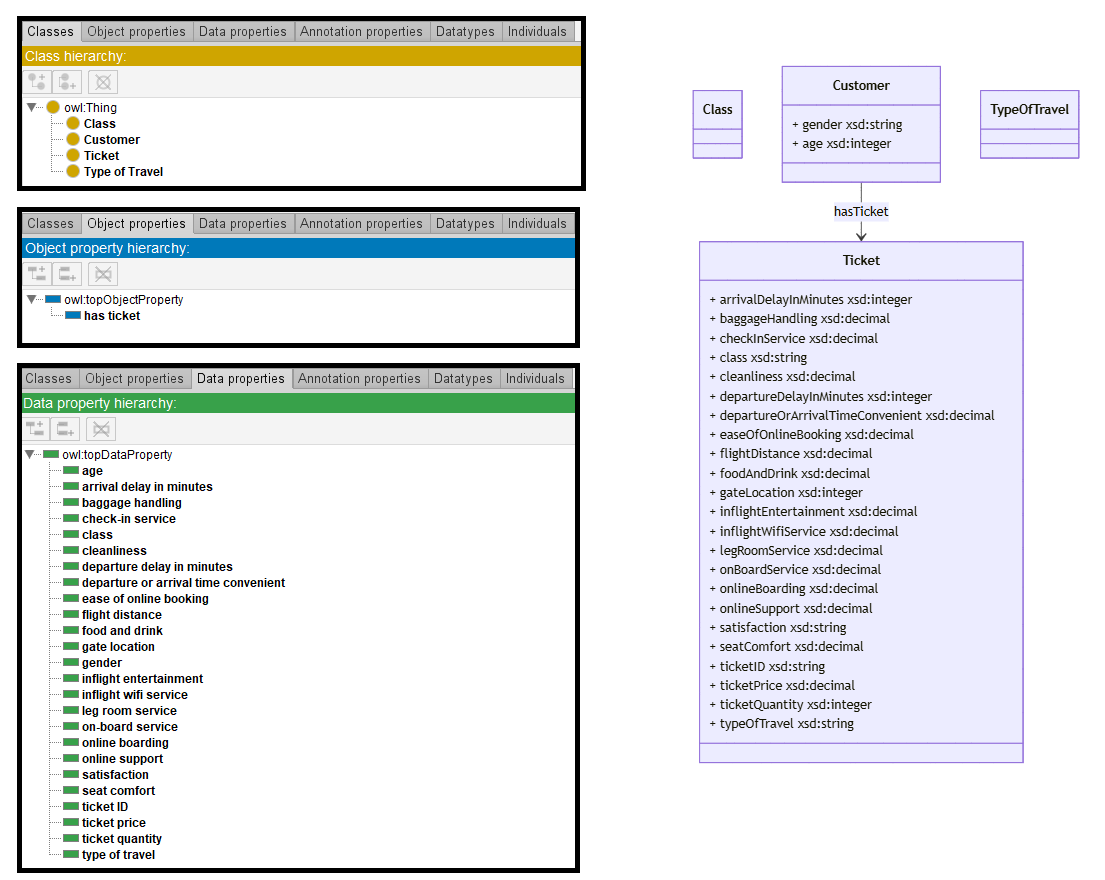 Classes Object properties Data properties Annotation properties Datatypes Individuals
Class hierarchy:
owl:Thing
Class
Customer
Ticket
Type of Travel
Classes Object properties Data properties Annotation properties Datatypes Individuals
Object property hierarchy:
owl:topObjectProperty
has ticket
Classes Object properties Data properties Annotation properties Datatypes Individuals
Data property hierarchy:
owl:topDataProperty
age
arrival delay in minutes
baggage handling
check-in service
class
cleanliness
departure delay in minutes
departure or arrival time convenient
ease of online booking
flight distance
food and drink
gate location
gender
inflight entertainment
inflight wifi service
leg room service
on-board service
online boarding
online support
satisfaction
seat comfort
ticket ID
ticket price
ticket quantity
type of travel
Class
Customer
+ gender xsd:string
+ age xsd:integer
TypeOfTravel
hasTicket
Ticket
+ arrivalDelayInMinutes xsd:integer
+ baggageHandling xsd:decimal
+ checkInService xsd:decimal
+ class xsd:string
+ cleanliness xsd:decimal
+ departureDelayInMinutes xsd:integer
+ departureOrArrivalTimeConvenient xsd:decimal
+ easeOfOnlineBooking xsd:decimal
+ flightDistance xsd:decimal
+ foodAndDrink xsd:decimal
+ gateLocation xsd:integer
+ inflightEntertainment xsd:decimal
+ inflightWifiService xsd:decimal
+ legRoomService xsd:decimal
+ onBoardService xsd:decimal
+ onlineBoarding xsd:decimal
+ onlineSupport xsd:decimal
+ satisfaction xsd:string
+ seatComfort xsd:decimal
+ ticketID xsd:string
+ ticketPrice xsd:decimal
+ ticketQuantity xsd:integer
+ typeOfTravel xsd:string